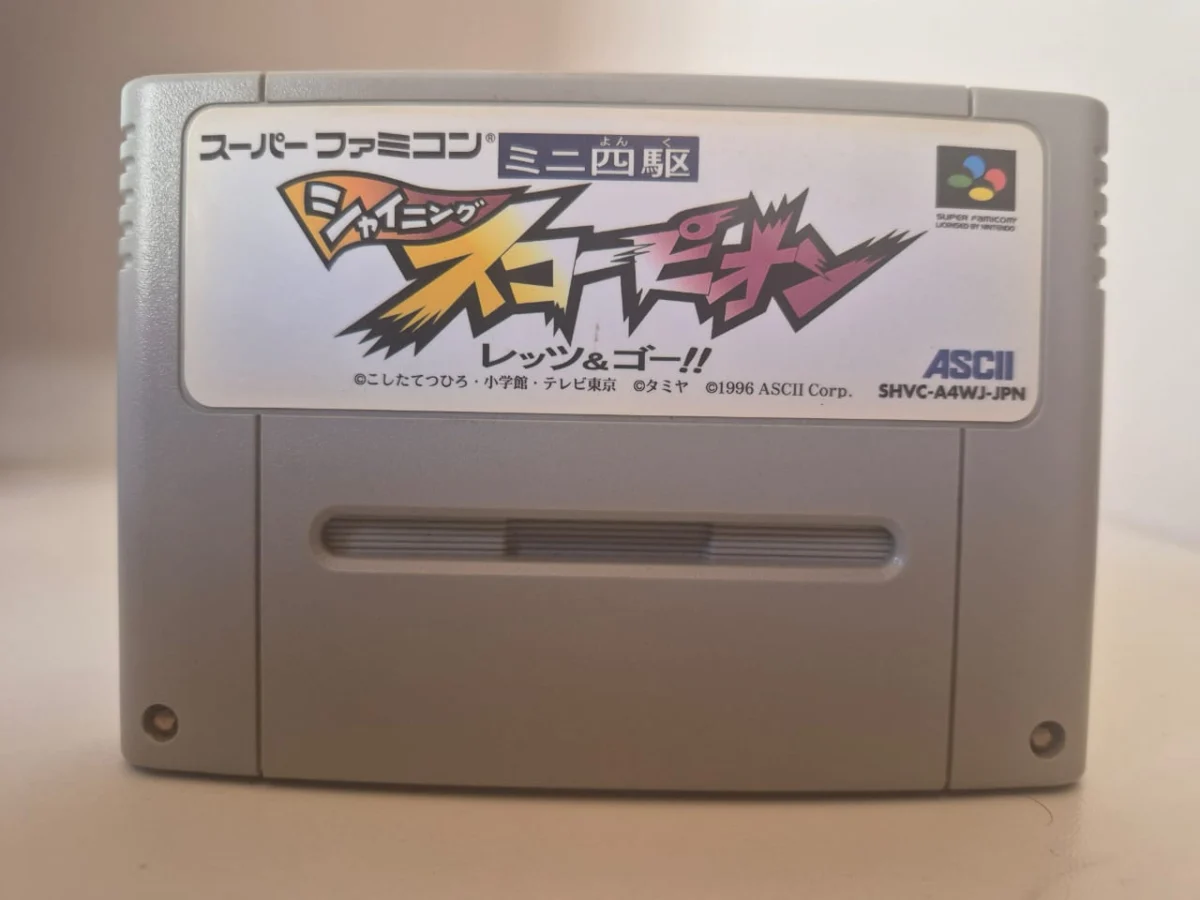 スーパーファミコン®
よんく
ミニ四駆
シャイニング
スコーピオン
レッツ&ゴー!!
©こしたてつひろ・小学館・テレビ東京 ©タミヤ ©1996 ASCII Corp.
SUPER FAMICOM
LICENSED BY NINTENDO
ASCII
SHVC-A4WJ-JPN